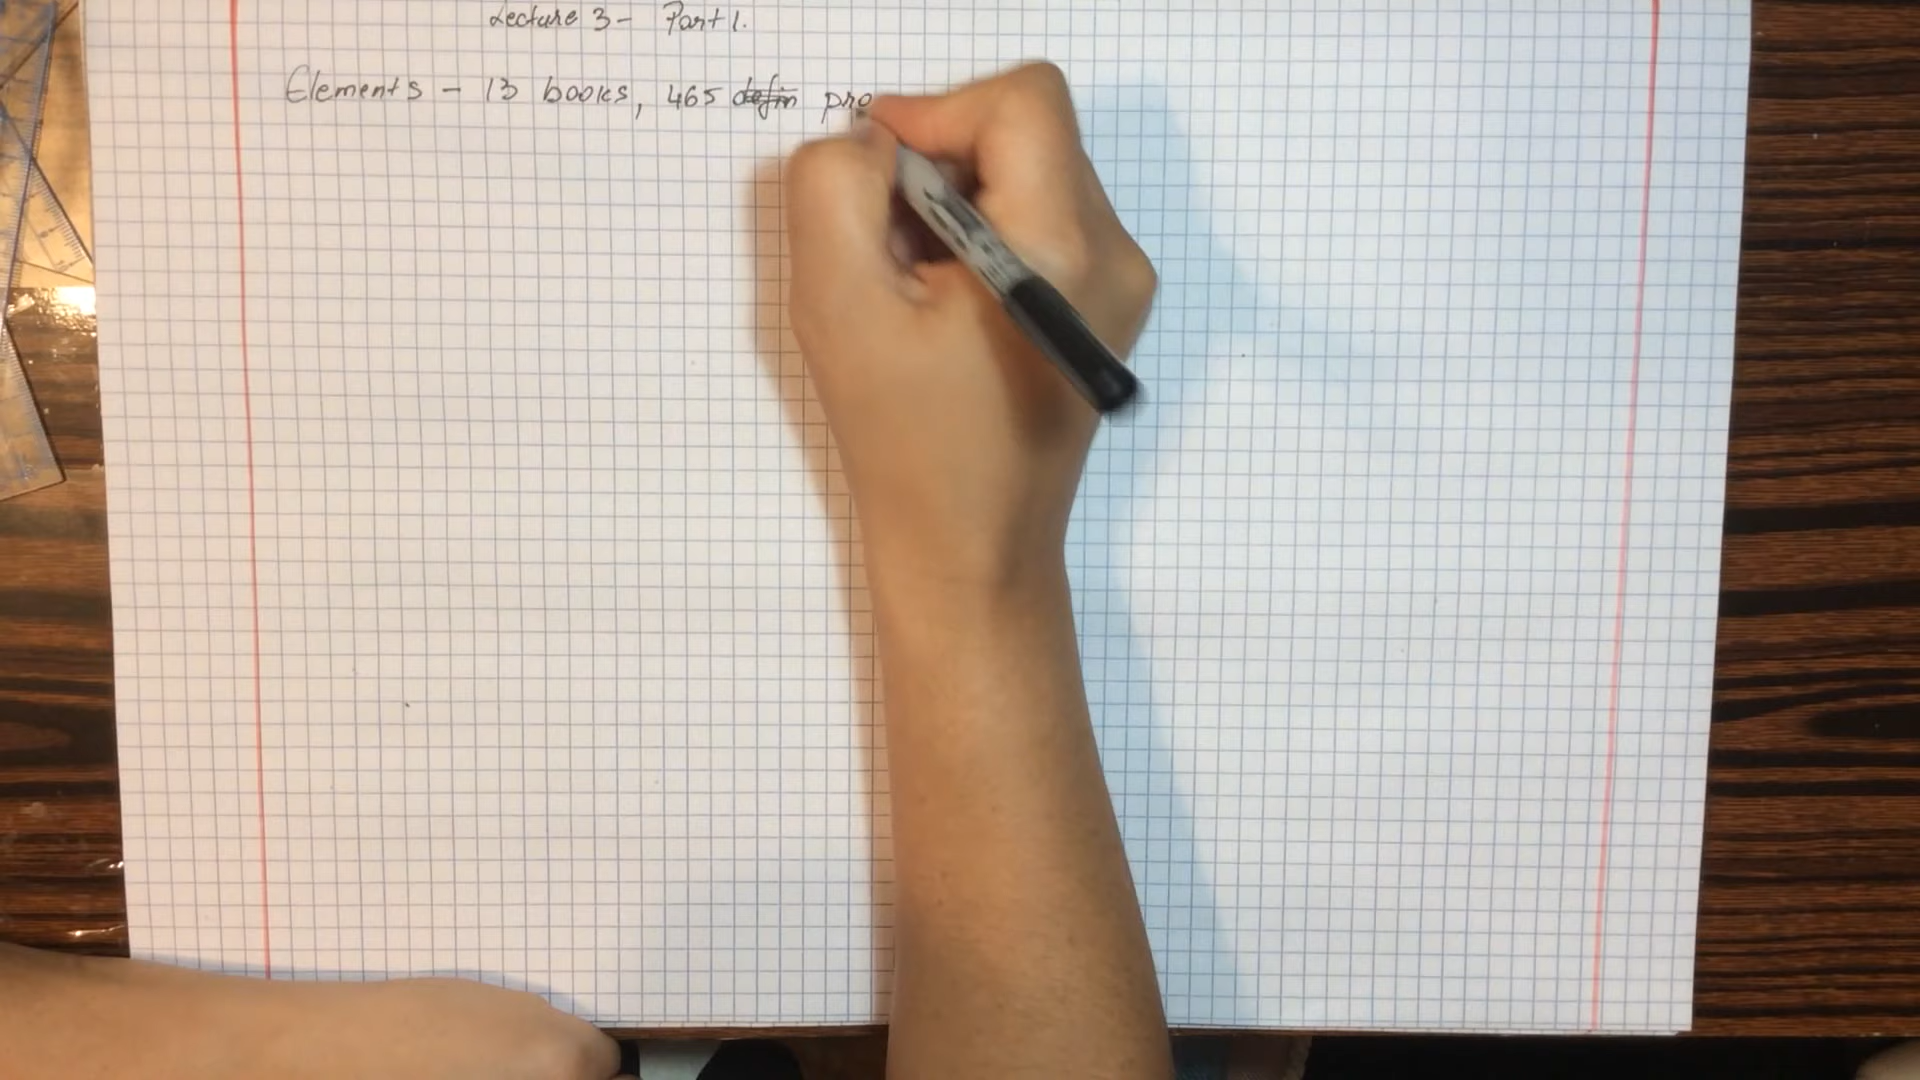 Lecture 3 - Part 1.
Elements - 13 books, 465 defin pro